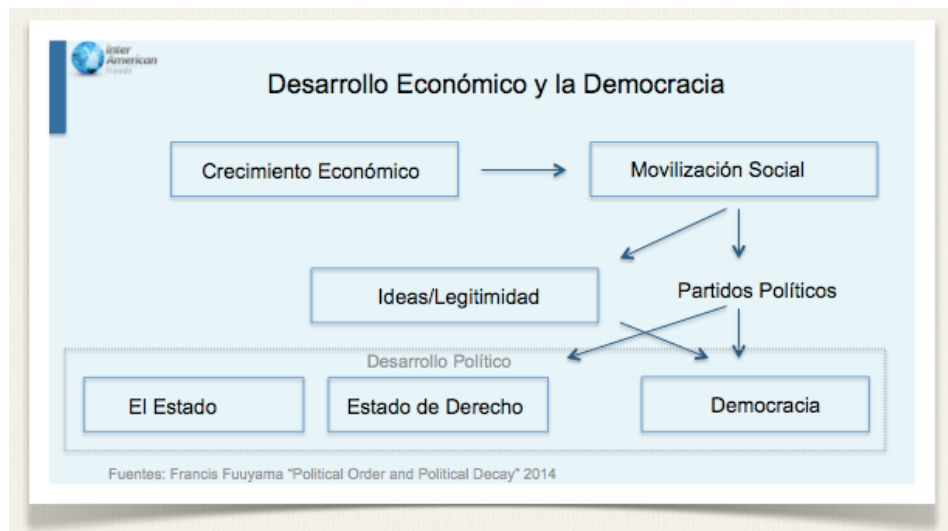 Inter
American
Trends
Desarrollo Económico y la Democracia
Crecimiento Económico
Movilización Social
Ideas/Legitimidad
Partidos Políticos
Desarrollo Político
El Estado
Estado de Derecho
Democracia
Fuentes: Francis Fuuyama "Political Order and Political Decay" 2014